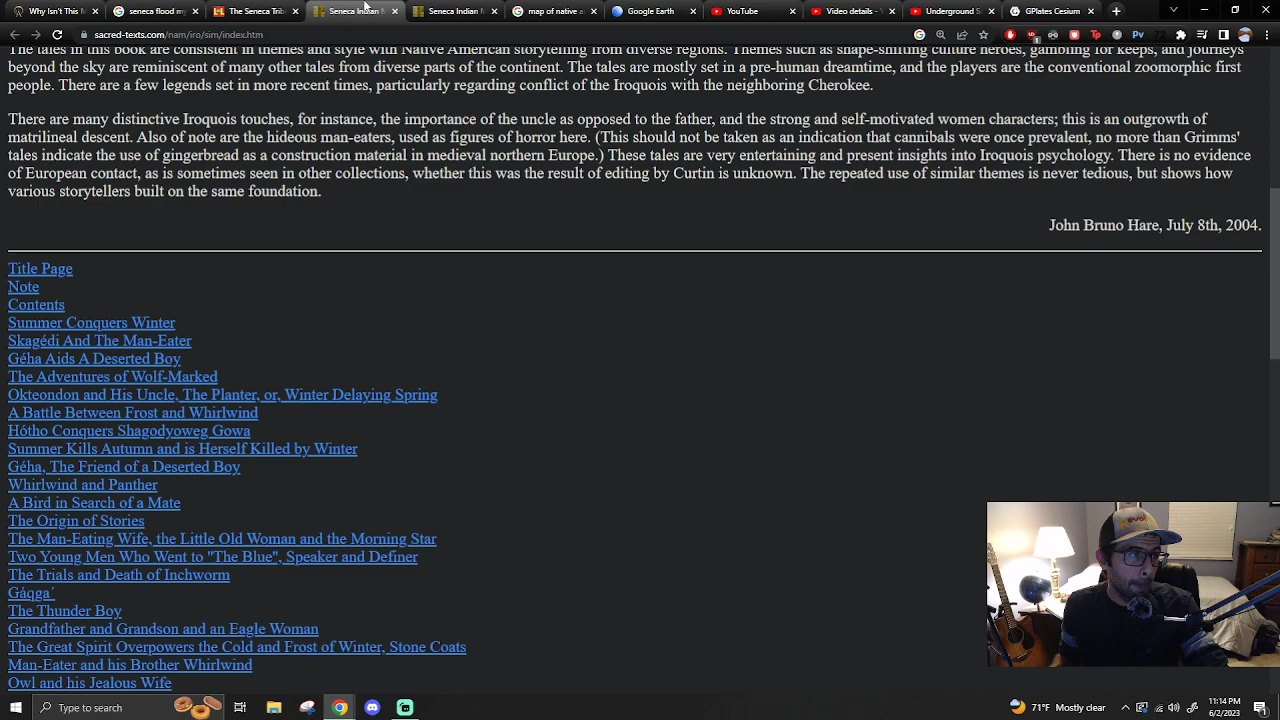 Why Isn't This M
seneca flood my
The Seneca Trib
Seneca Indian M
Seneca Indian M
map of native a
Google Earth
YouTube
Video details - Y
Underground S
GPlates Cesium
sacred-texts.com/nam/iro/sim/index.htm
The tales in this book are consistent in themes and style with Native American storytelling from diverse regions. Themes such as shape-shifting culture heroes, gambling for keeps, and journeys
beyond the sky are reminiscent of many other tales from diverse parts of the continent. The tales are mostly set in a pre-human dreamtime, and the players are the conventional zoomorphic first
people. There are a few legends set in more recent times, particularly regarding conflict of the Iroquois with the neighboring Cherokee.
There are many distinctive Iroquois touches, for instance, the importance of the uncle as opposed to the father, and the strong and self-motivated women characters; this is an outgrowth of
matrilineal descent. Also of note are the hideous man-eaters, used as figures of horror here. (This should not be taken as an indication that cannibals were once prevalent, no more than Grimms'
tales indicate the use of gingerbread as a construction material in medieval northern Europe.) These tales are very entertaining and present insights into Iroquois psychology. There is no evidence
of European contact, as is sometimes seen in other collections, whether this was the result of editing by Curtin is unknown. The repeated use of similar themes is never tedious, but shows how
various storytellers built on the same foundation.
John Bruno Hare, July 8th, 2004.
Title Page
Note
Contents
Summer Conquers Winter
Skagédi And The Man-Eater
Géha Aids A Deserted Boy
The Adventures of Wolf-Marked
Okteondon and His Uncle, The Planter, or, Winter Delaying Spring
A Battle Between Frost and Whirlwind
Hótho Conquers Shagodyoweg Gowa
Summer Kills Autumn and is Herself Killed by Winter
Géha, The Friend of a Deserted Boy
Whirlwind and Panther
A Bird in Search of a Mate
The Origin of Stories
The Man-Eating Wife, the Little Old Woman and the Morning Star
Two Young Men Who Went to "The Blue", Speaker and Definer
The Trials and Death of Inchworm
Gáqga´
The Thunder Boy
Grandfather and Grandson and an Eagle Woman
The Great Spirit Overpowers the Cold and Frost of Winter, Stone Coats
Man-Eater and his Brother Whirlwind
Owl and his Jealous Wife
Type here to search
71°F Mostly clear
11:14 PM
6/2/2023